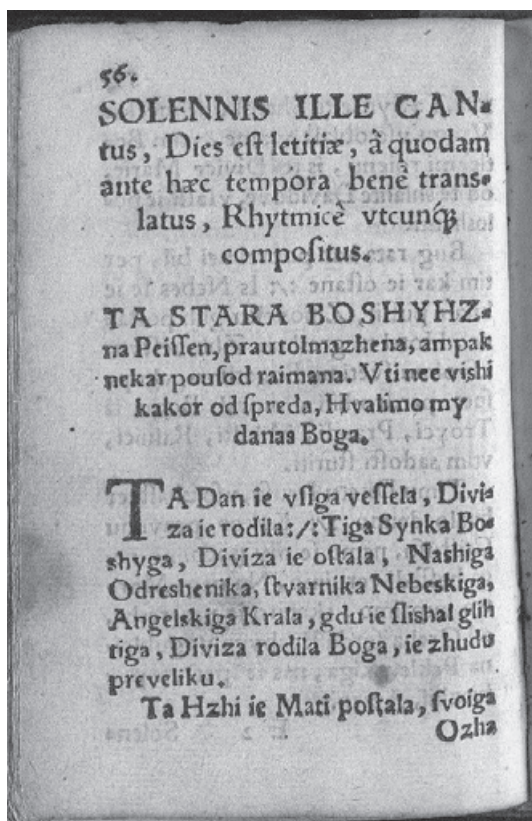 56.
SOLENNIS ILLE CAN-
tus, Dies eſt letitiæ, à quodam
ante hæc tempora benè trans-
latus, Rhytmicè vtcunq́;
compoſitus.
TA STARA BOSHYHZ-
na Peiſſen, prautolmazhena, ampak
nekar pouſod raimana. V ti nee vishi
kakor od ſpreda, Hvalimo my
danas Boga.
TA Dan ie vſiga veſſela, Divi-
za ie rodila:/:Tiga Synka Bo-
shyga, Diviza ie oſtala, Nashiga
Odreshenika, ſtvarnika Nebeskiga,
Angelskiga Krala, gdu ie ſlishal glih
tiga, Diviza rodila Boga, ie zhudu
preveliku.
Ta Hzhi ie Mati poſtala, ſvoiga
Ozha